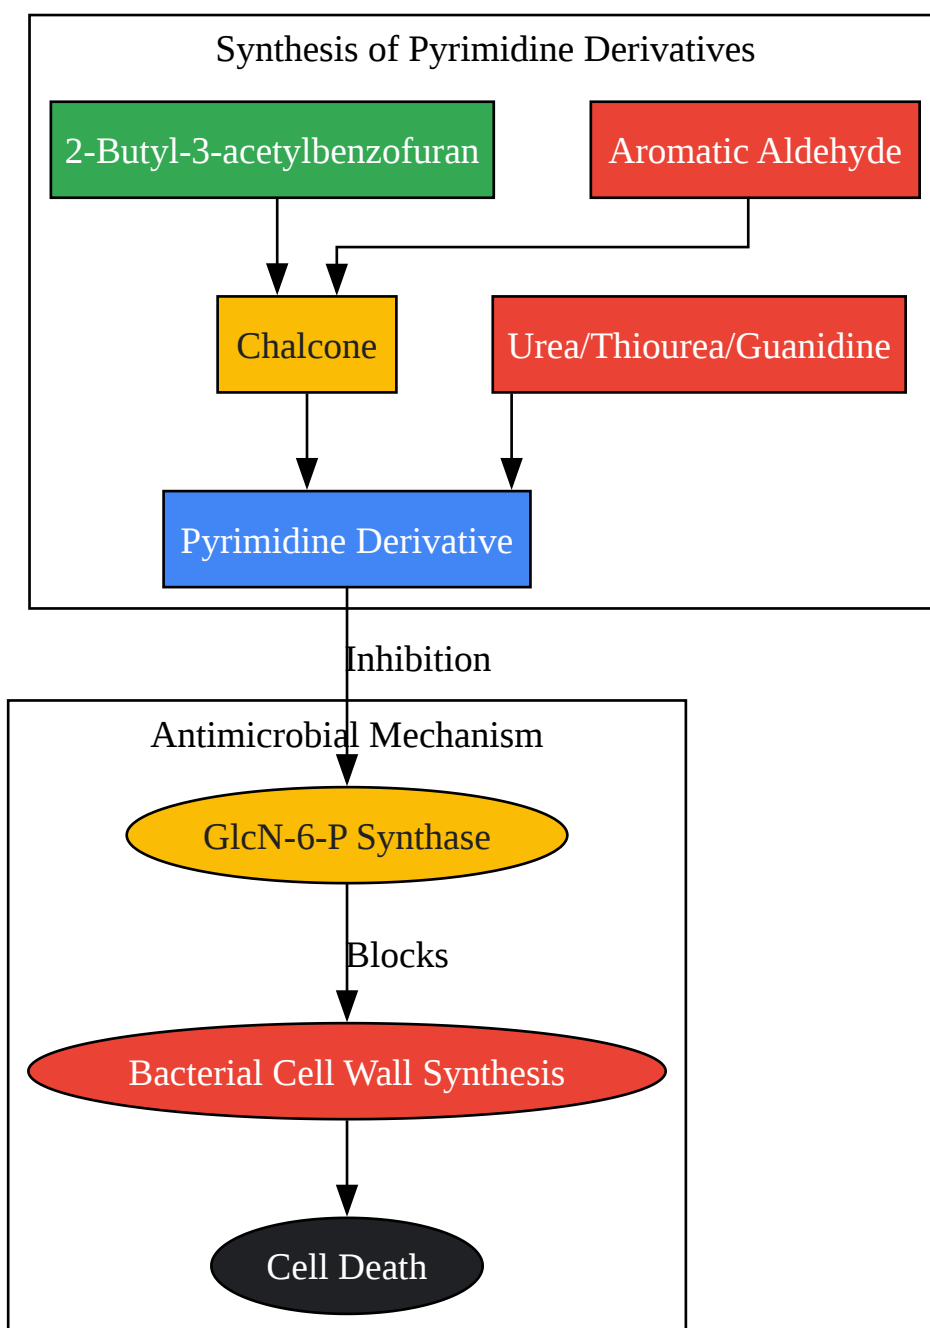 Synthesis of Pyrimidine Derivatives
2-Butyl-3-acetylbenzofuran
Aromatic Aldehyde
Chalcone
Urea/Thiourea/Guanidine
Pyrimidine Derivative
Inhibition
Antimicrobial Mechanism
GlcN-6-P Synthase
Blocks
Bacterial Cell Wall Synthesis
Cell Death